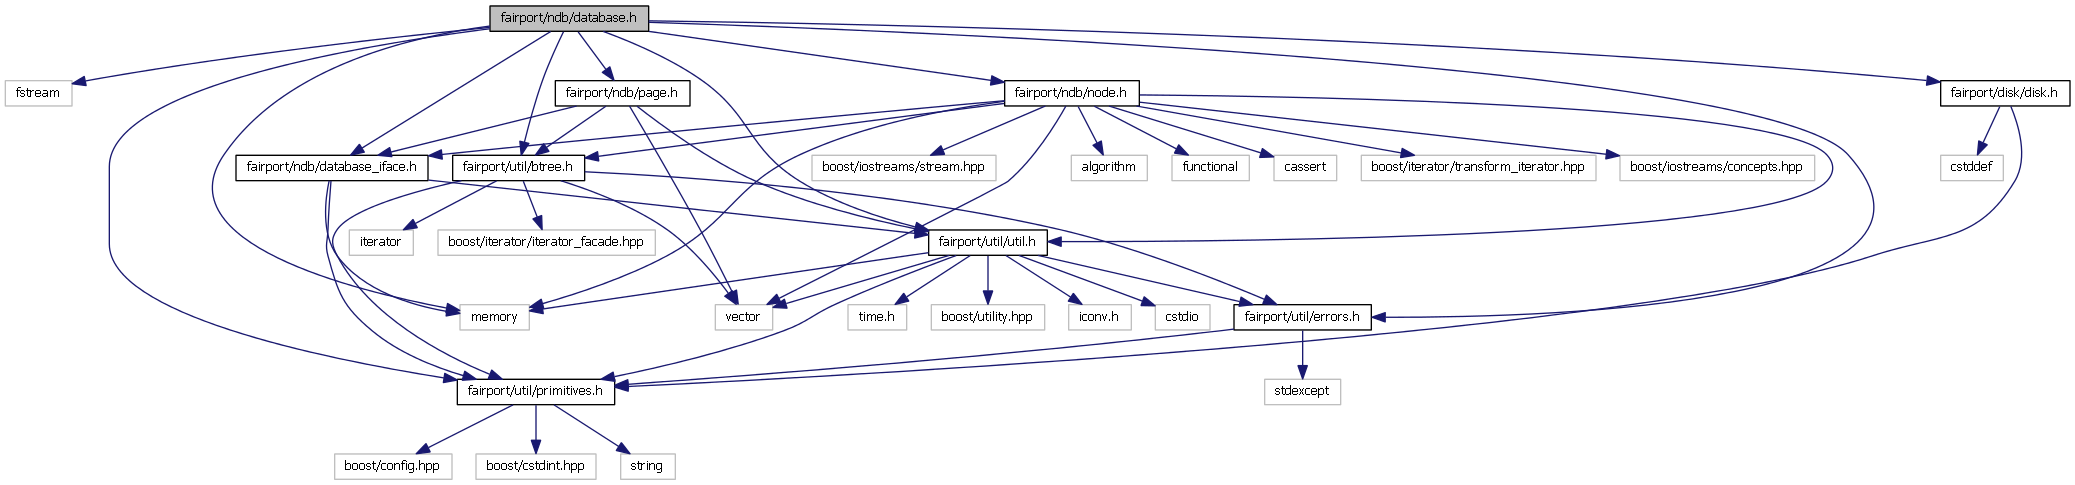 fairport/ndb/database.h
fstream
fairport/ndb/page.h
fairport/ndb/node.h
fairport/disk/disk.h
fairport/ndb/database_iface.h
fairport/util/btree.h
boost/iostreams/stream.hpp
algorithm
functional
cassert
boost/iterator/transform_iterator.hpp
boost/iostreams/concepts.hpp
cstddef
iterator
boost/iterator/iterator_facade.hpp
fairport/util/util.h
memory
vector
time.h
boost/utility.hpp
iconv.h
cstdio
fairport/util/errors.h
fairport/util/primitives.h
stdexcept
boost/config.hpp
boost/cstdint.hpp
string